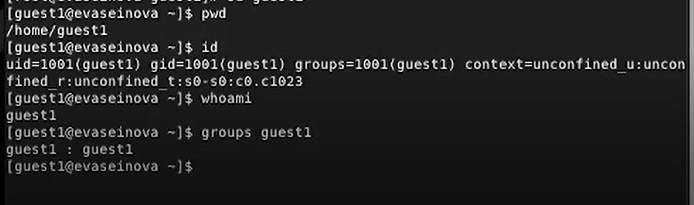 [guest1@evaseinova ~]$ pwd
/home/guest1
[guest1@evaseinova ~]$ id
uid=1001(guest1) gid=1001(guest1) groups=1001(guest1) context=unconfined_u:uncon
fined_r:unconfined_t:s0-s0:c0.c1023
[guest1@evaseinova ~]$ whoami
guest1
[guest1@evaseinova ~]$ groups guest1
guest1 : guest1
[guest1@evaseinova ~]$